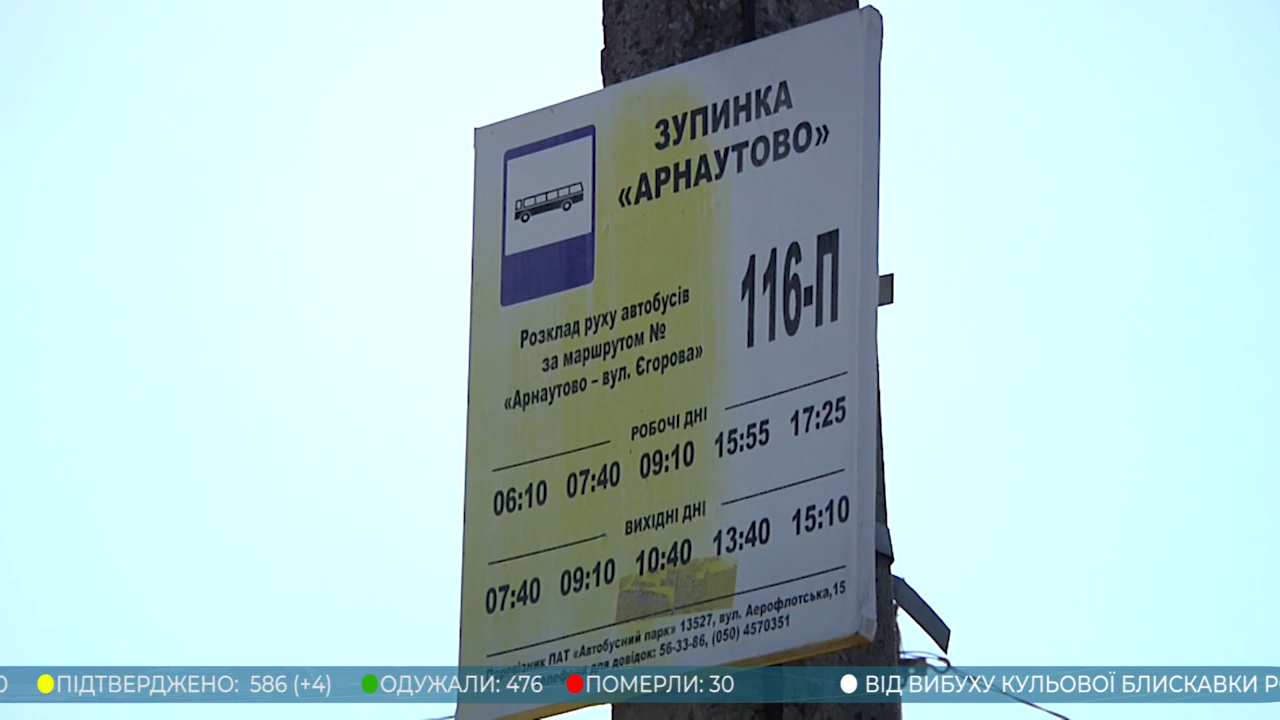 ЗУПИНКА
«АРНАУТОВО»
116-П
Розклад руху автобусів
за маршрутом №
«Арнаутово – вул. Єгорова»
РОБОЧІ ДНІ
06:10 07:40 09:10 15:55 17:25
ВИХІДНІ ДНІ
07:40 09:10 10:40 13:40 15:10
Перевізник ПАТ «Автобусний парк» 13527, вул. Аерофлотська,15
для довідок: 56-33-86, (050) 4570351
0 ПІДТВЕРДЖЕНО: 586 (+4) ОДУЖАЛИ: 476 ПОМЕРЛИ: 30 ВІД ВИБУХУ КУЛЬОВОЇ БЛИСКАВКИ